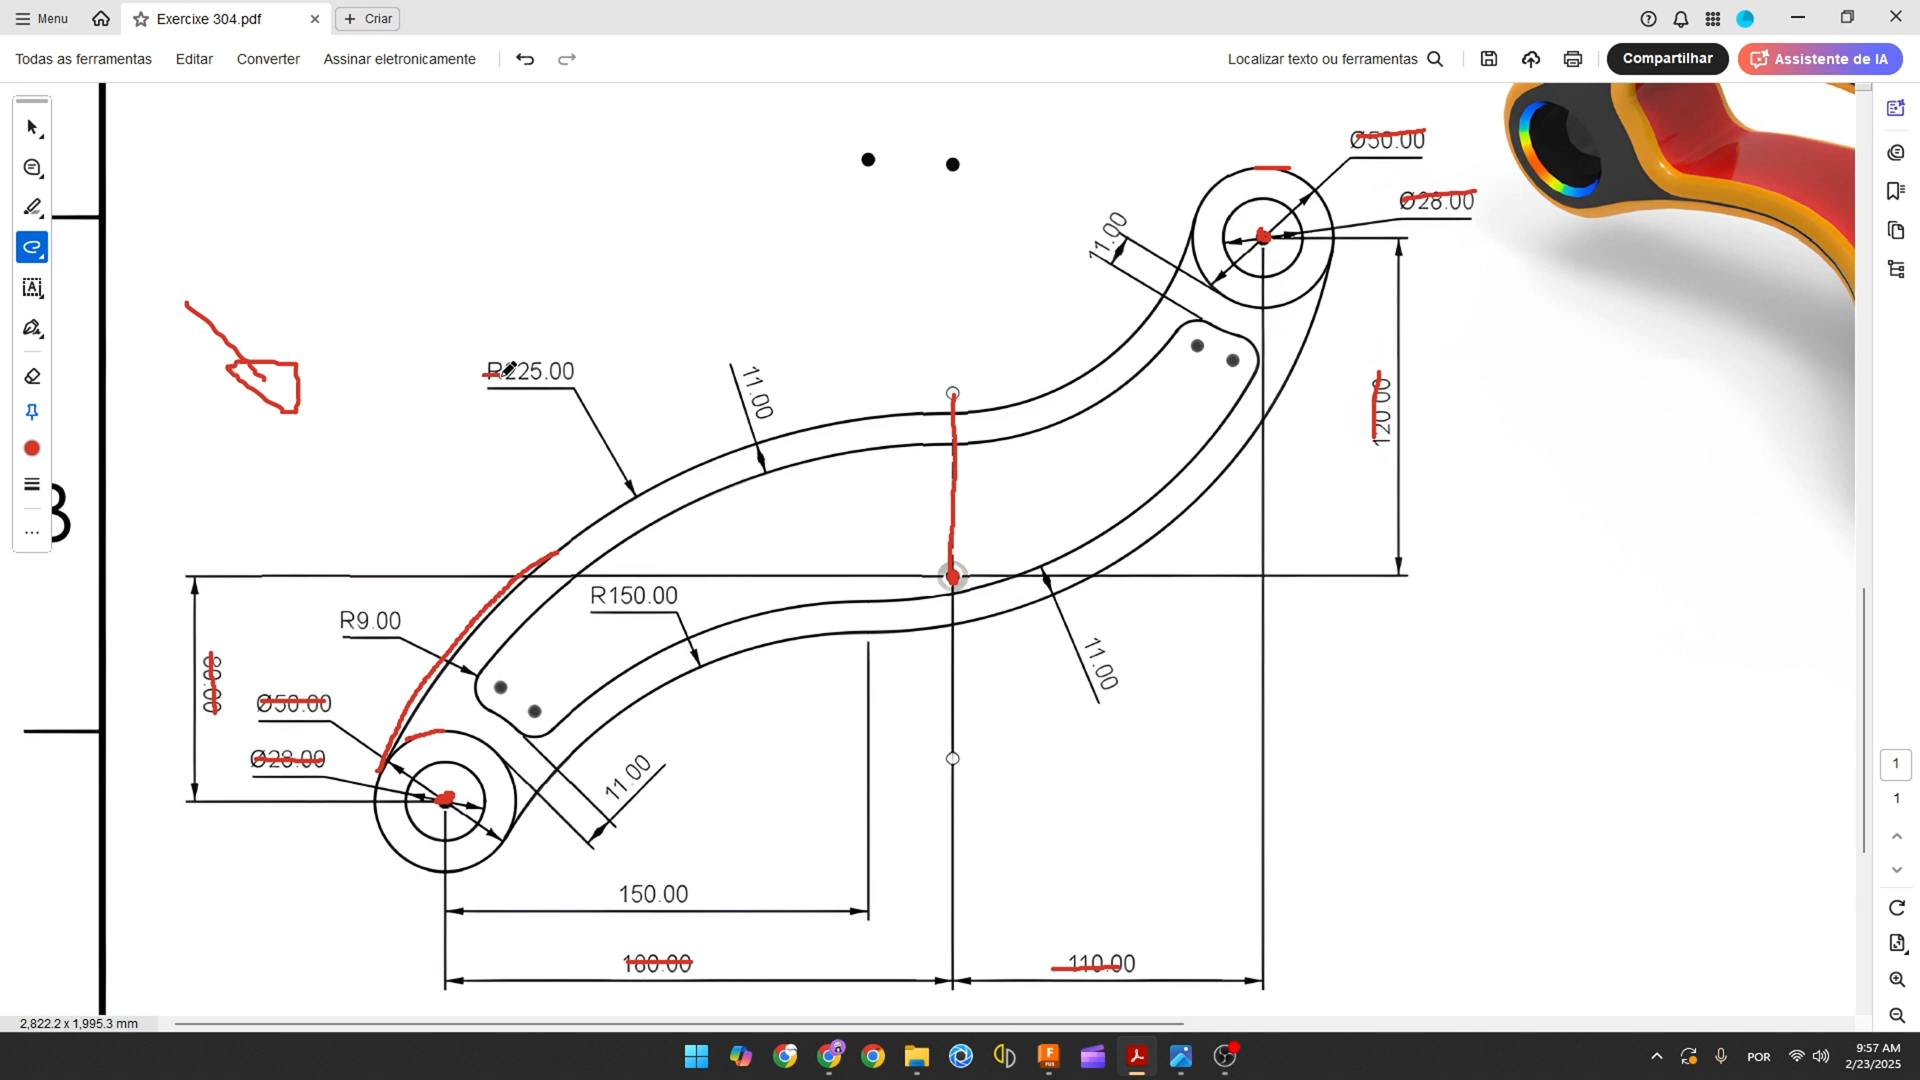 Menu
Exercixe 304.pdf
Criar
Todas as ferramentas
Editar
Converter
Assinar eletronicamente
Localizar texto ou ferramentas
Compartilhar
Assistente de IA
Ø50.00
Ø28.00
11.00
R225.00
11.00
120.00
B
R150.00
R9.00
11.00
80.00
Ø50.00
Ø28.00
11.00
150.00
180.00
110.00
1
1
2,822.2 x 1,995.3 mm
POR
9:57 AM
2/23/2025